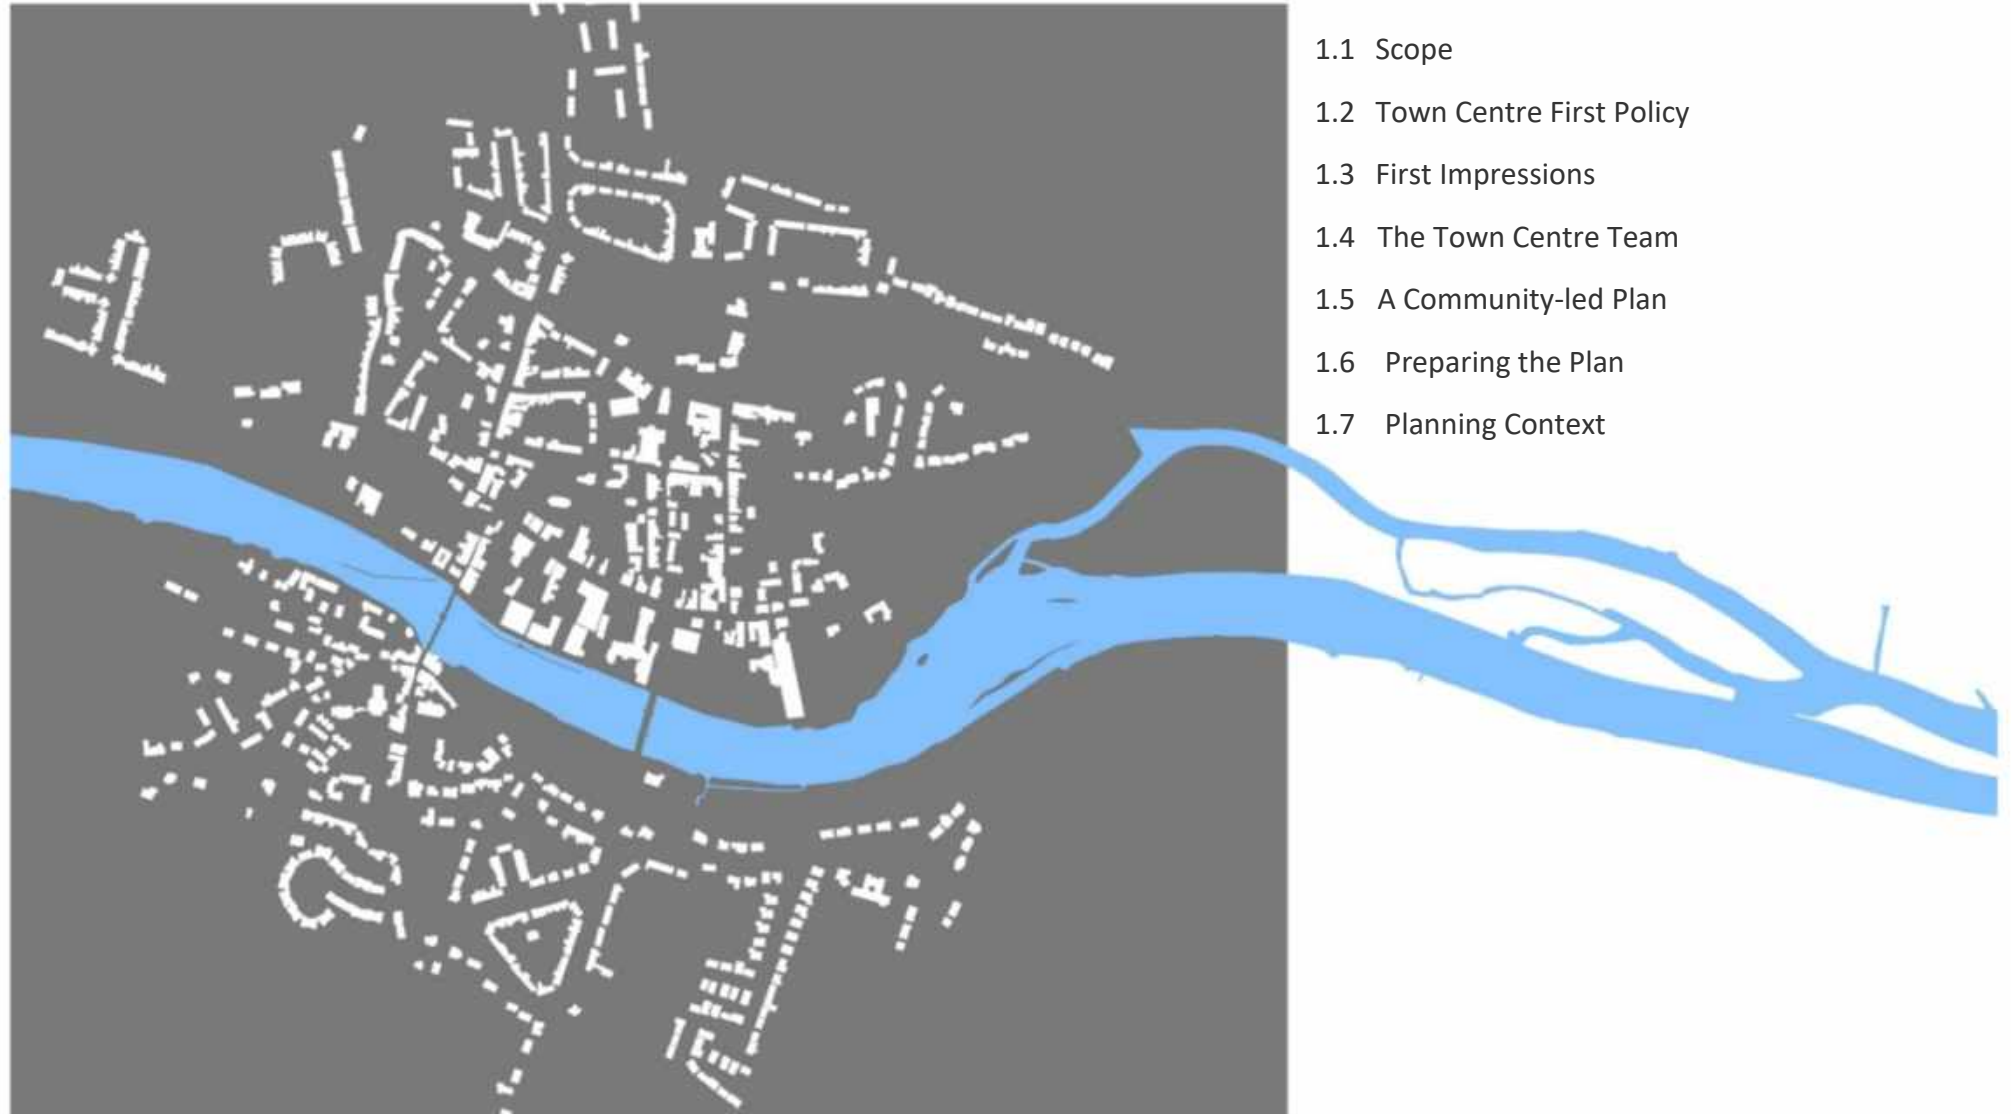 1.1 Scope
1.2 Town Centre First Policy
1.3 First Impressions
1.4 The Town Centre Team
1.5 A Community-led Plan
1.6 Preparing the Plan
1.7 Planning Context